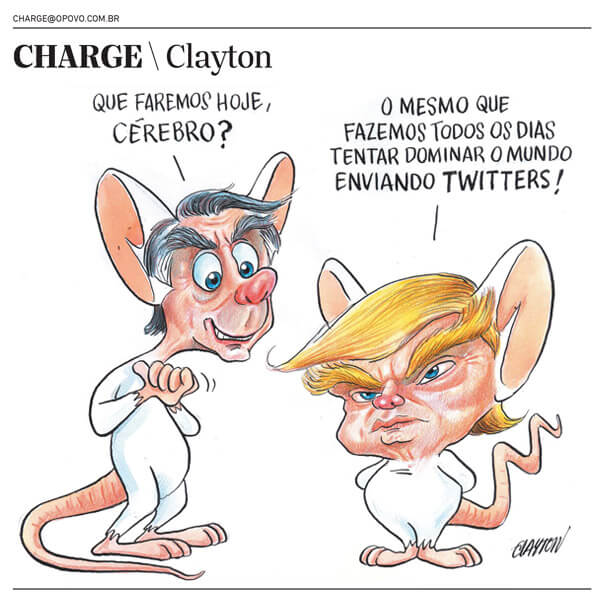 CHARGE@OPOVO.COM.BR
CHARGE \ Clayton
QUE FAREMOS HOJE,
CÉREBRO?
O MESMO QUE
FAZEMOS TODOS OS DIAS
TENTAR DOMINAR O MUNDO
ENVIANDO TWITTERS!
CLAYTON